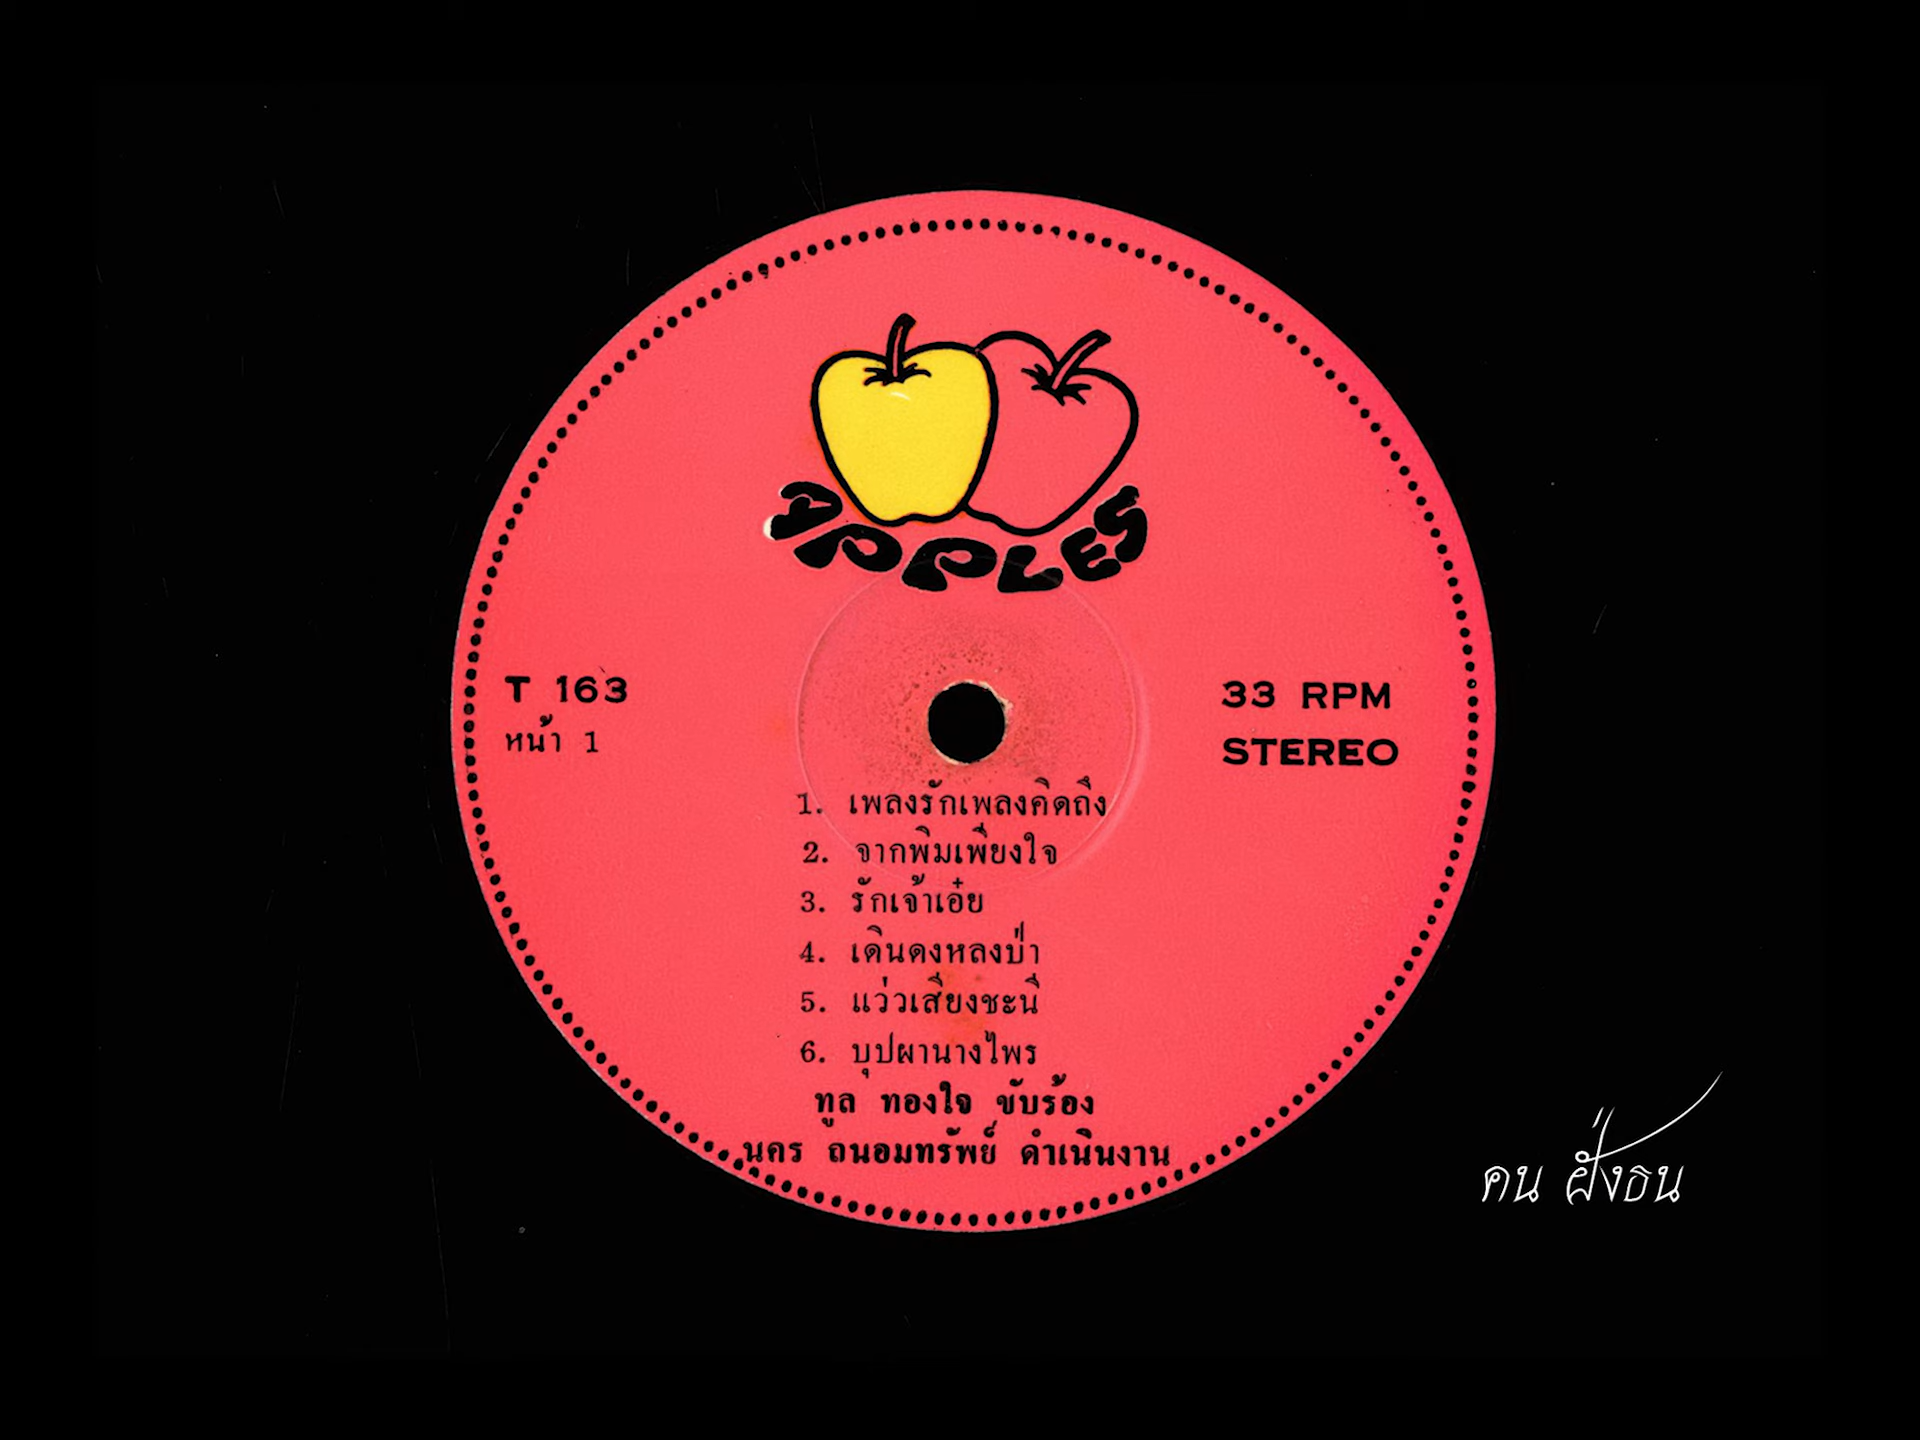 APPLES
T 163
หน้า 1
33 RPM
STEREO
1. เพลงรักเพลงคิดถึง
2. จากพิมเพียงใจ
3. รักเจ้าเอ๋ย
4. เดินดงหลงป่า
5. แว่วเสียงชะนี
6. บุปผานางไพร
ทูล ทองใจ ขับร้อง
นคร ถนอมทรัพย์ ดำเนินงาน
คน ฝั่งธน